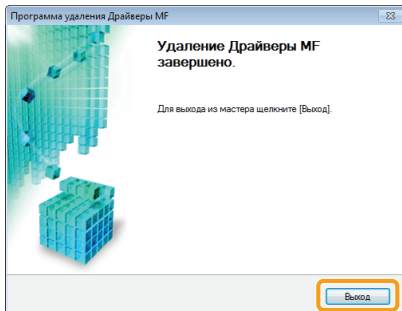 Программа удаления Драйверы MF
Удаление Драйверы MF
завершено.
Для выхода из мастера щелкните [Выход].
Выход